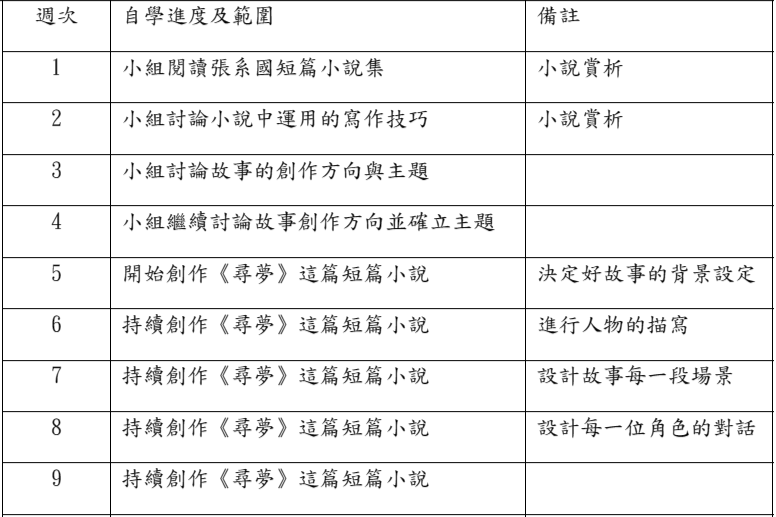 週次 自學進度及範圍 備註
1 小組閱讀張系國短篇小說集 小說賞析
2 小組討論小說中運用的寫作技巧 小說賞析
3 小組討論故事的創作方向與主題
4 小組繼續討論故事創作方向並確立主題
5 開始創作《尋夢》這篇短篇小說 決定好故事的背景設定
6 持續創作《尋夢》這篇短篇小說 進行人物的描寫
7 持續創作《尋夢》這篇短篇小說 設計故事每一段場景
8 持續創作《尋夢》這篇短篇小說 設計每一位角色的對話
9 持續創作《尋夢》這篇短篇小說